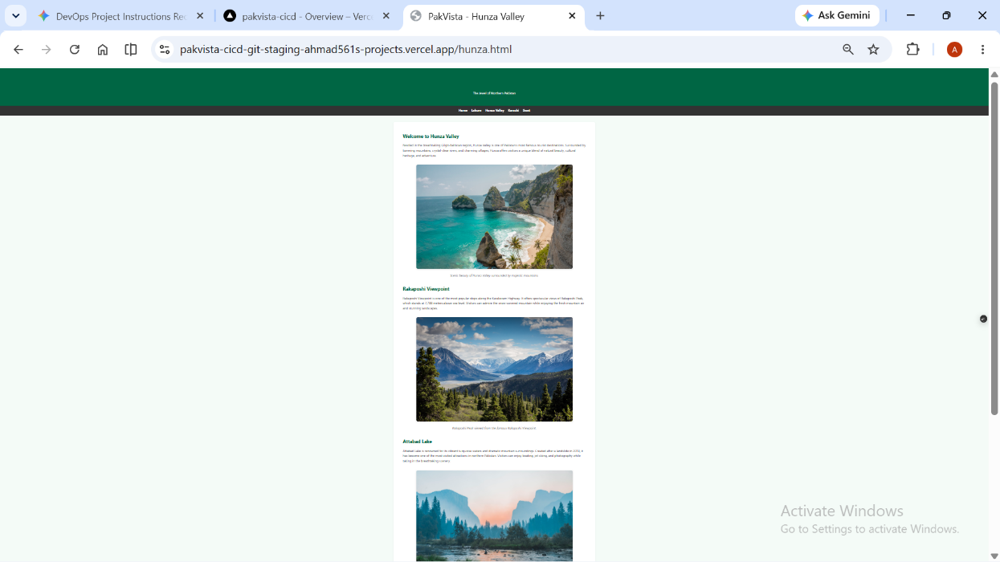 DevOps Project Instructions Rec
pakvista-cicd - Overview – Verce
PakVista - Hunza Valley
Ask Gemini
pakvista-cicd-git-staging-ahmad561s-projects.vercel.app/hunza.html
A
The Jewel of Northern Pakistan
Home Lahore Hunza Valley Karachi Swat
Welcome to Hunza Valley
Nestled in the breathtaking Gilgit-Baltistan region, Hunza Valley is one of Pakistan's most famous tourist destinations. Surrounded by
towering mountains, crystal-clear rivers, and charming villages, Hunza offers visitors a unique blend of natural beauty, cultural
heritage, and adventure.
Scenic beauty of Hunza Valley surrounded by majestic mountains.
Rakaposhi Viewpoint
Rakaposhi Viewpoint is one of the most popular stops along the Karakoram Highway. It offers spectacular views of Rakaposhi Peak,
which stands at 7,788 meters above sea level. Visitors can admire the snow-covered mountain while enjoying the fresh mountain air
and stunning landscapes.
Rakaposhi Peak viewed from the famous Rakaposhi Viewpoint.
Attabad Lake
Attabad Lake is renowned for its vibrant turquoise waters and dramatic mountain surroundings. Created after a landslide in 2010, it
has become one of the most visited attractions in northern Pakistan. Visitors can enjoy boating, jet skiing, and photography while
taking in the breathtaking scenery.
Activate Windows
Go to Settings to activate Windows.